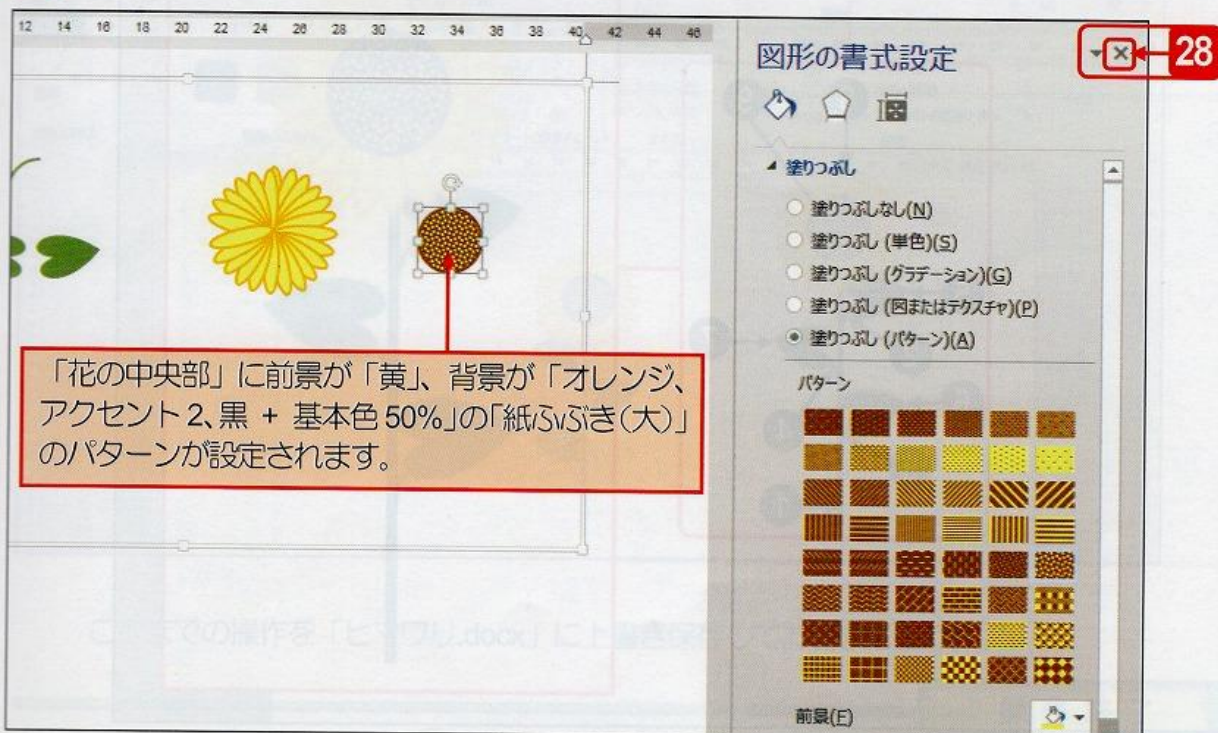 12 14 16 18 20 22 24 26 28 30 32 34 36 38 40 42 44 46
図形の書式設定
28
塗りつぶし
塗りつぶしなし(N)
塗りつぶし (単色)(S)
塗りつぶし (グラデーション)(G)
塗りつぶし (図またはテクスチャ)(P)
塗りつぶし (パターン)(A)
「花の中央部」に前景が「黄」、背景が「オレンジ、
アクセント 2、黒 + 基本色 50%」の「紙ふぶき(大)」
のパターンが設定されます。
パターン
前景(F)